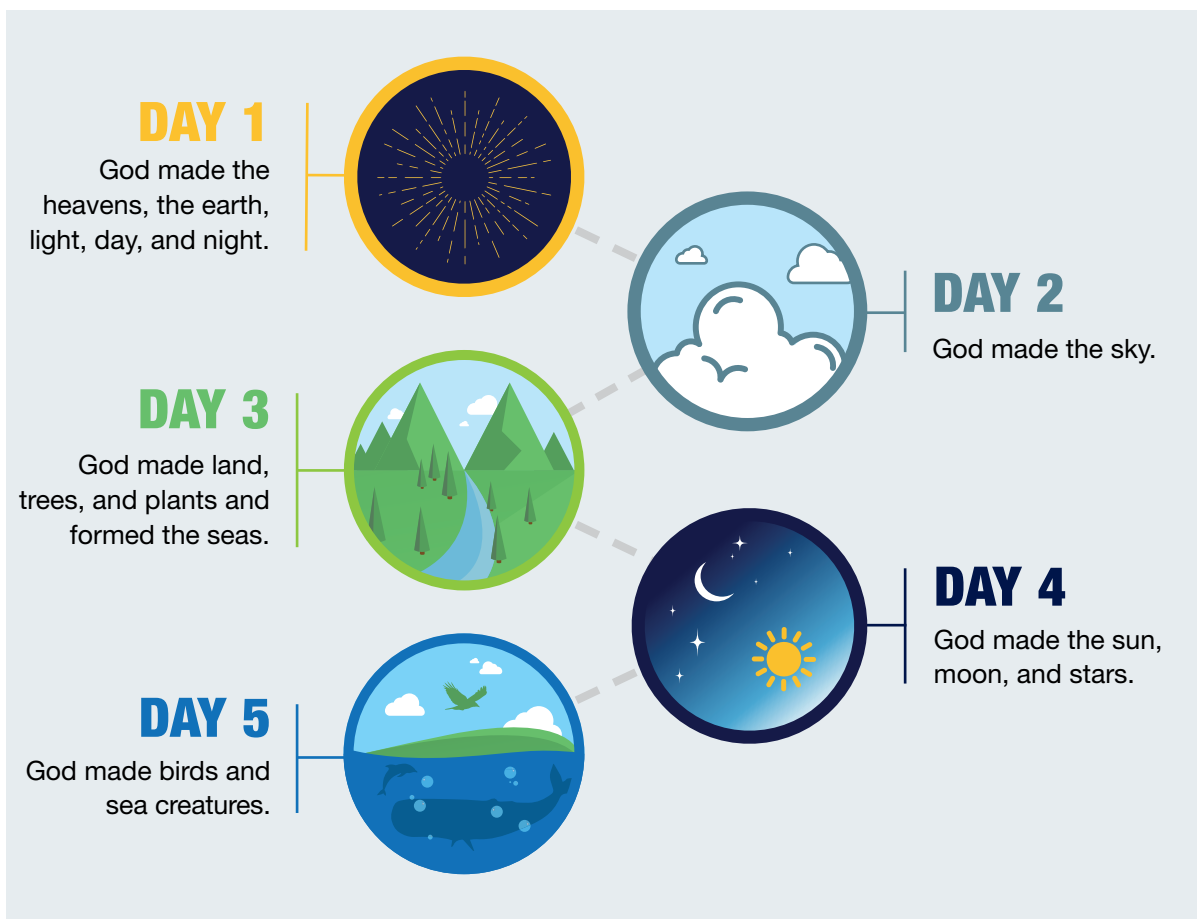 DAY 1
God made the
heavens, the earth,
light, day, and night.
DAY 2
God made the sky.
DAY 3
God made land,
trees, and plants and
formed the seas.
DAY 4
God made the sun,
moon, and stars.
DAY 5
God made birds and
sea creatures.